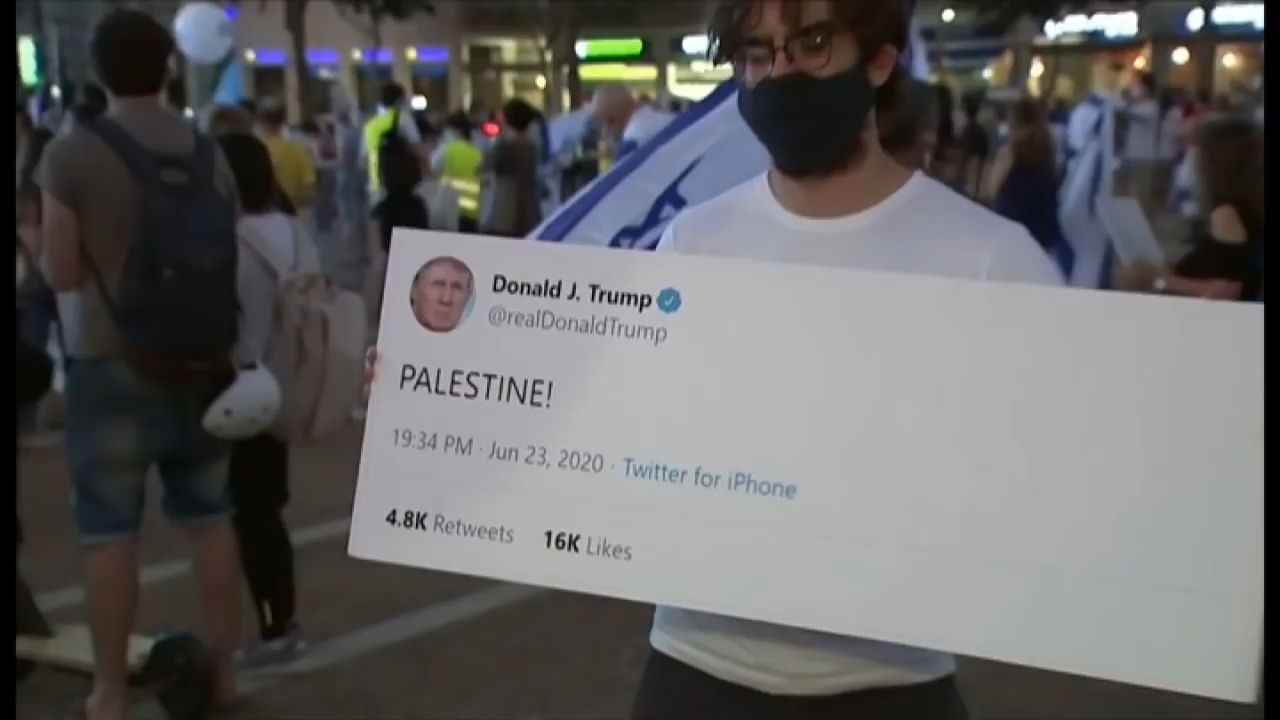 Donald J. Trump
@realDonaldTrump
PALESTINE!
19:34 PM · Jun 23, 2020 · Twitter for iPhone
4.8K Retweets 16K Likes